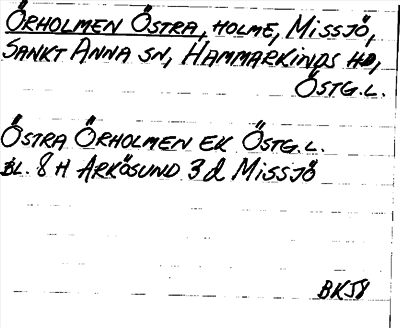 ÖRHOLMEN ÖSTRA, HOLME, MISSJÖ,
SANKT ANNA SN, HAMMARKINDS HD,
ÖSTG.L.
ÖSTRA ÖRHOLMEN EK ÖSTG.L.
BL. 8 H ARKÖSUND 3 d MISSJÖ
BKJ8